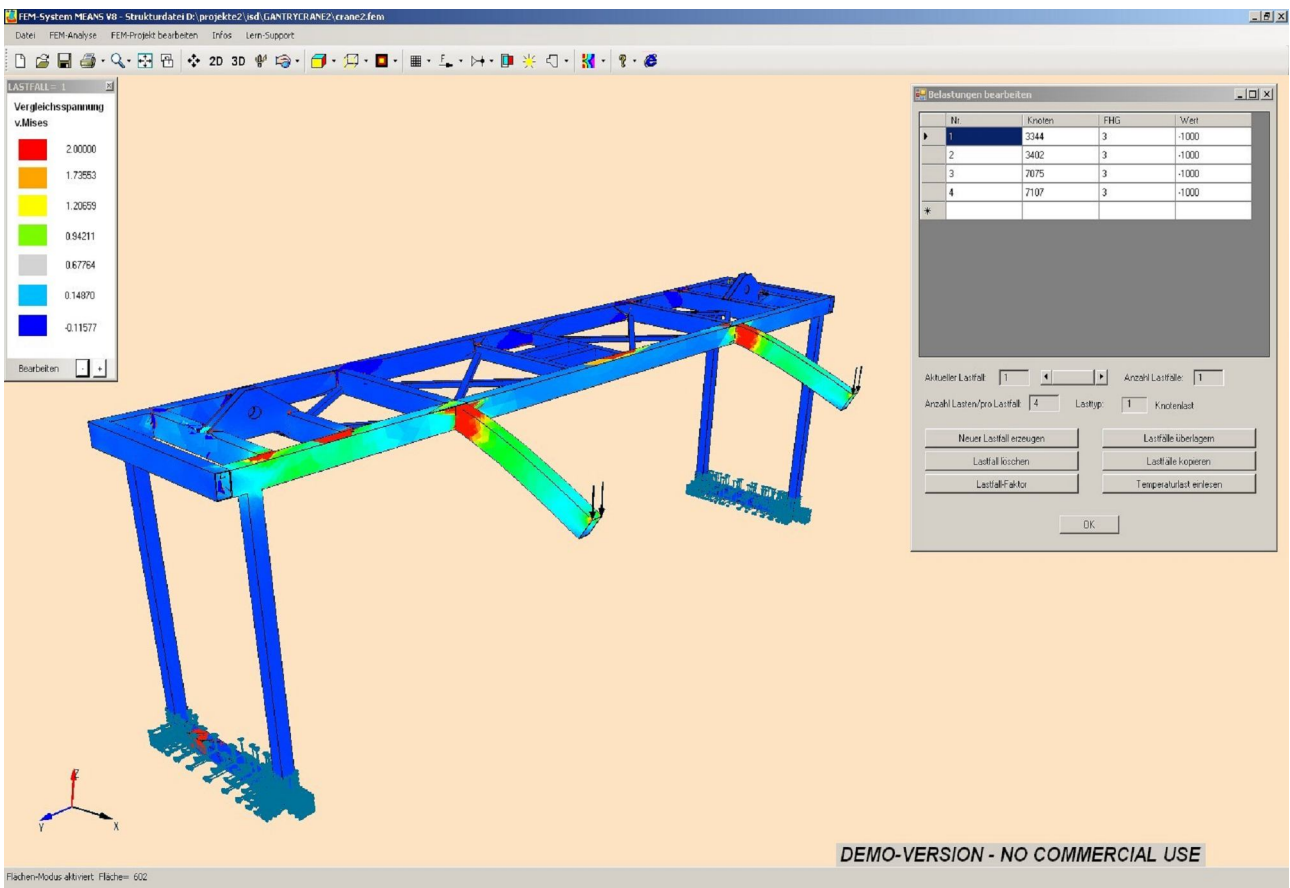 FEM-System MEANS V8 - Strukturdatei D:\projekte2\isd\GANTRYCRANE2\crane2.fem
Datei FEM-Analyse FEM-Projekt bearbeiten Infos Lern-Support
2D 3D
LASTFALL= 1
Vergleichsspannung
v.Mises
2.00000
1.73553
1.20659
0.94211
0.67764
0.14870
-0.11577
Bearbeiten - +
Belastungen bearbeiten
Nr. Knoten FHG Wert
1 3344 3 -1000
2 3402 3 -1000
3 7075 3 -1000
4 7107 3 -1000
Aktueller Lastfall: 1 Anzahl Lastfälle: 1
Anzahl Lasten/pro Lastfall: 4 Lasttyp: 1 Knotenlast
Neuer Lastfall erzeugen Lastfälle überlagern
Lastfall löschen Lastfälle kopieren
Lastfall-Faktor Temperaturlast einlesen
OK
Z
Y X
DEMO-VERSION - NO COMMERCIAL USE
Flächen-Modus aktiviert Fläche= 602